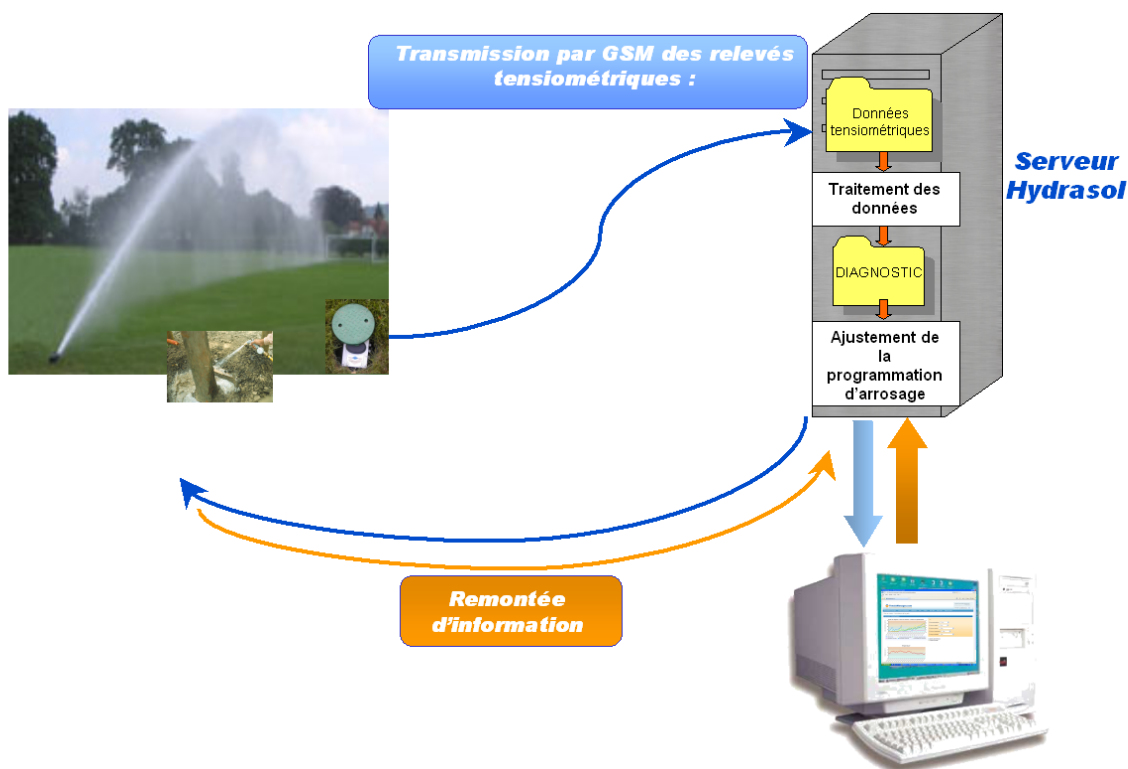 Transmission par GSM des relevés
tensiométriques :
Données
tensiométriques
Traitement des
données
DIAGNOSTIC
Ajustement de
la
programmation
d'arrosage
Serveur
Hydrasol
Remontée
d'information